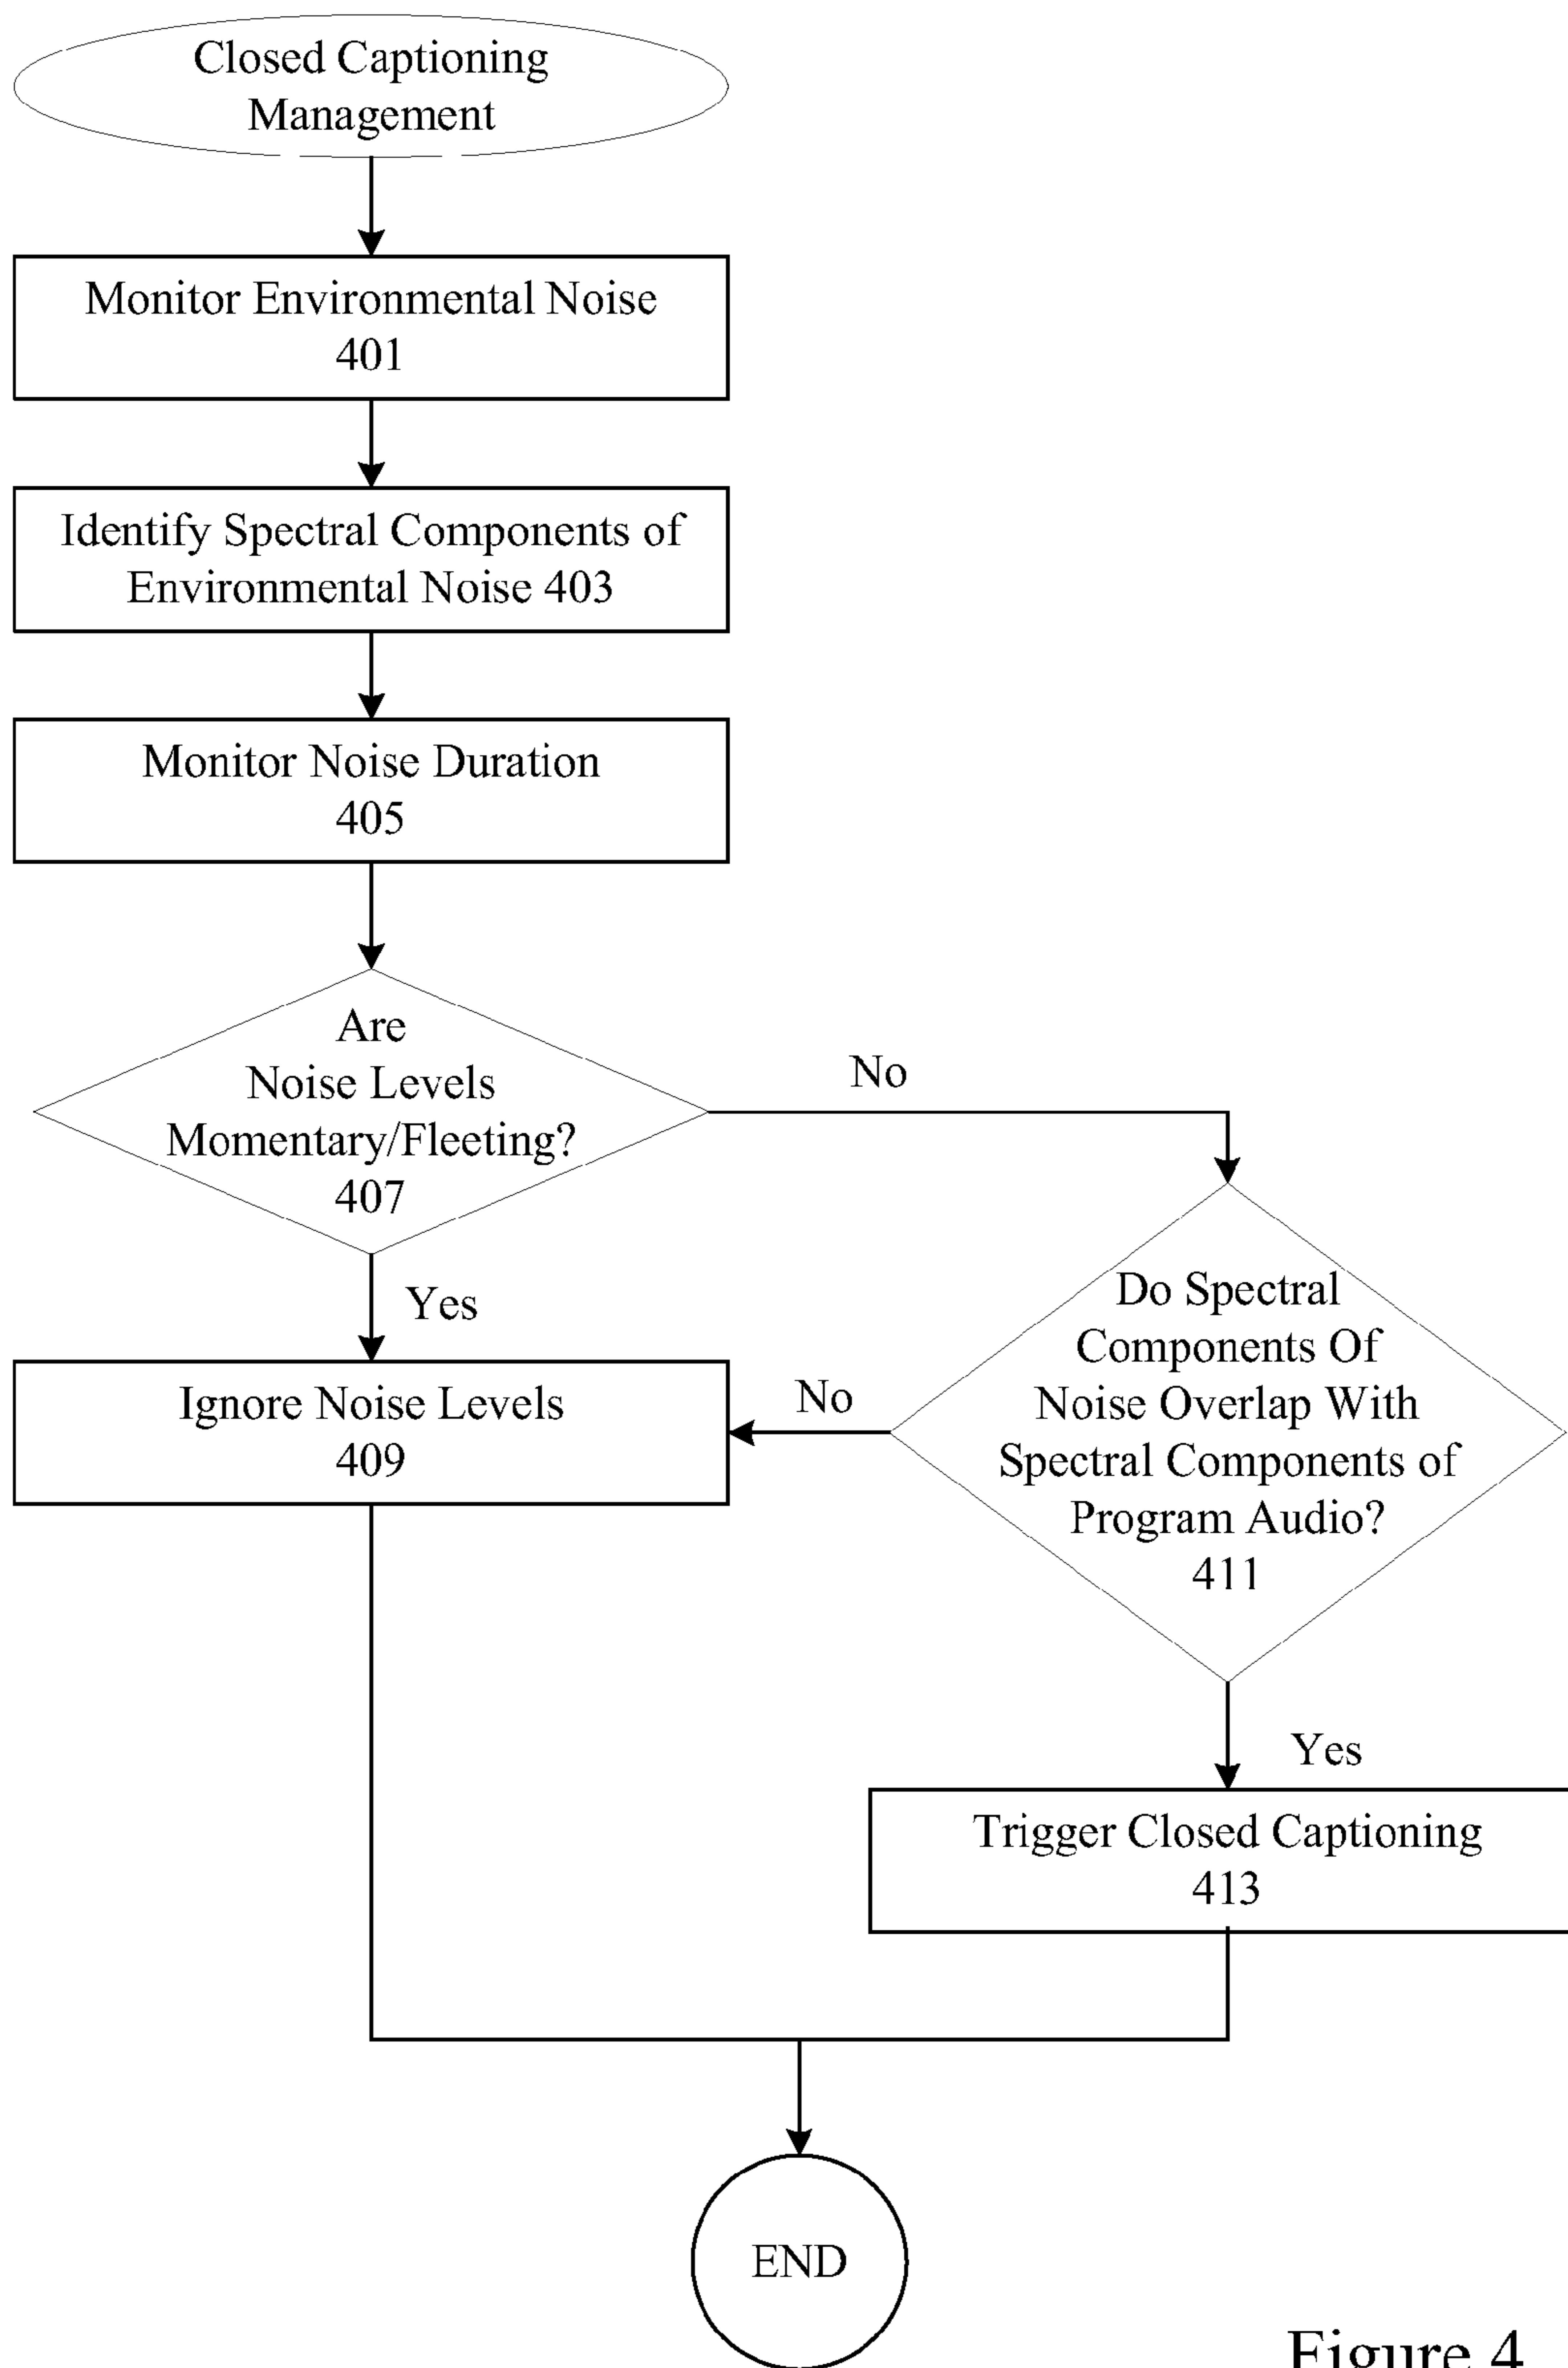 Closed Captioning
Management
Monitor Environmental Noise
401
Identify Spectral Components of
Environmental Noise 403
Monitor Noise Duration
405
Are
Noise Levels
Momentary/Fleeting?
407
No
Yes
Do Spectral
Components Of
Noise Overlap With
Spectral Components of
Program Audio?
411
No
Ignore Noise Levels
409
Yes
Trigger Closed Captioning
413
END
Figure 4